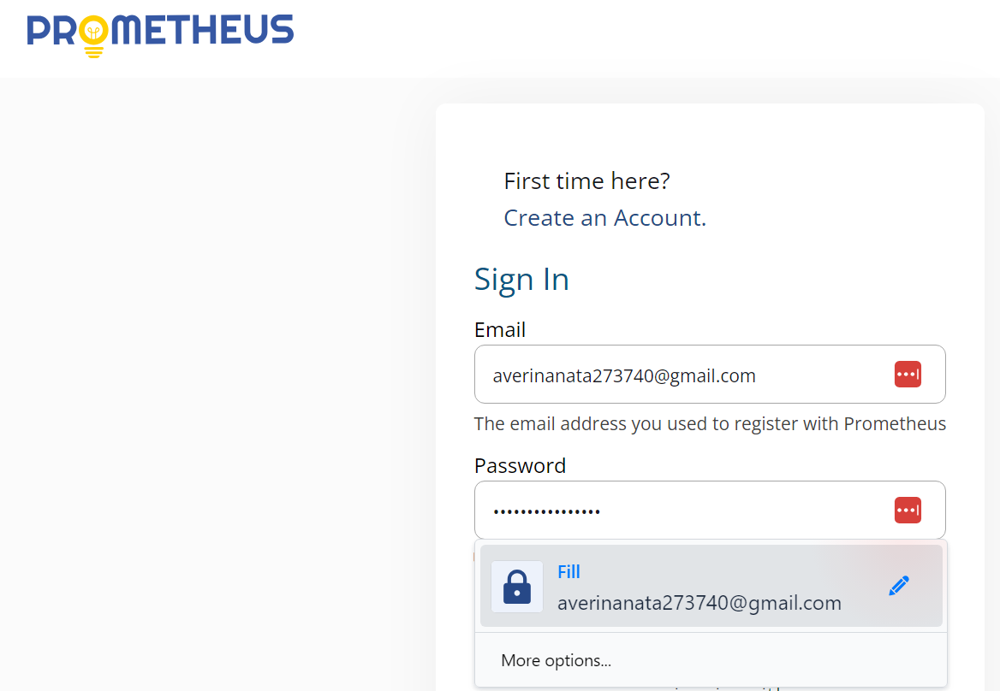 PROMETHEUS
First time here?
Create an Account.
Sign In
Email
averinanata273740@gmail.com
The email address you used to register with Prometheus
Password
••••••••••••••••
Fill
averinanata273740@gmail.com
More options...